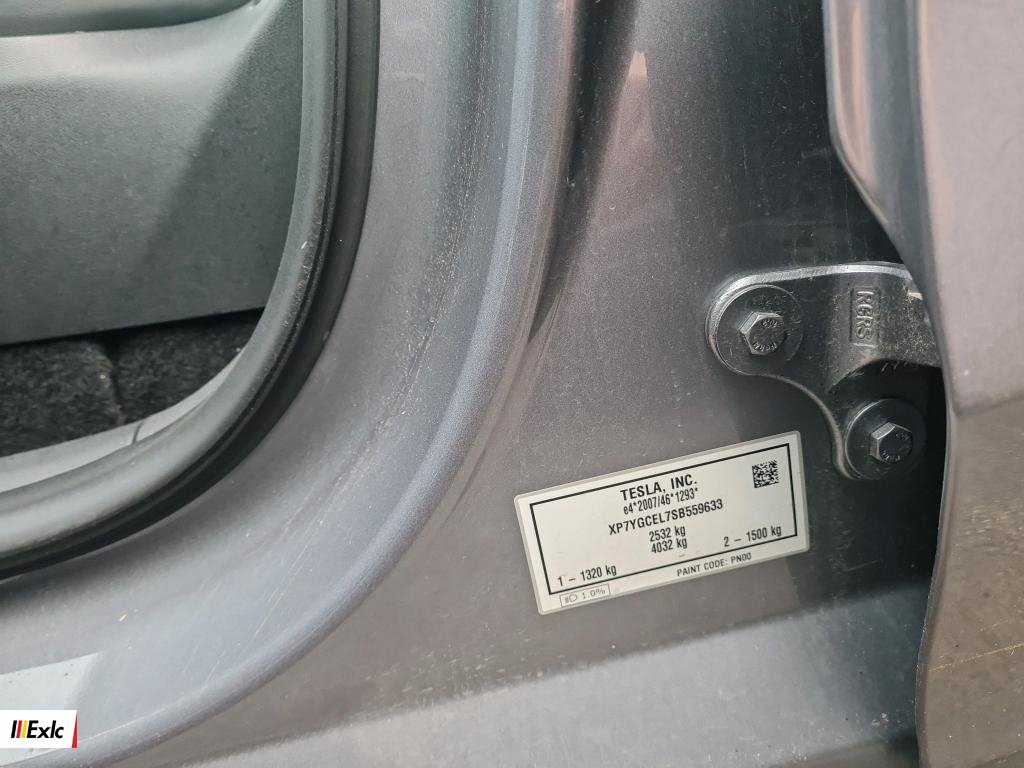 KGHS
TESLA, INC.
e4*2007/46*1293*
XP7YGCEL7SB559633
2532 kg
4032 kg
1 – 1320 kg 2 – 1500 kg
PAINT CODE: PN00
1.0%
Exlc